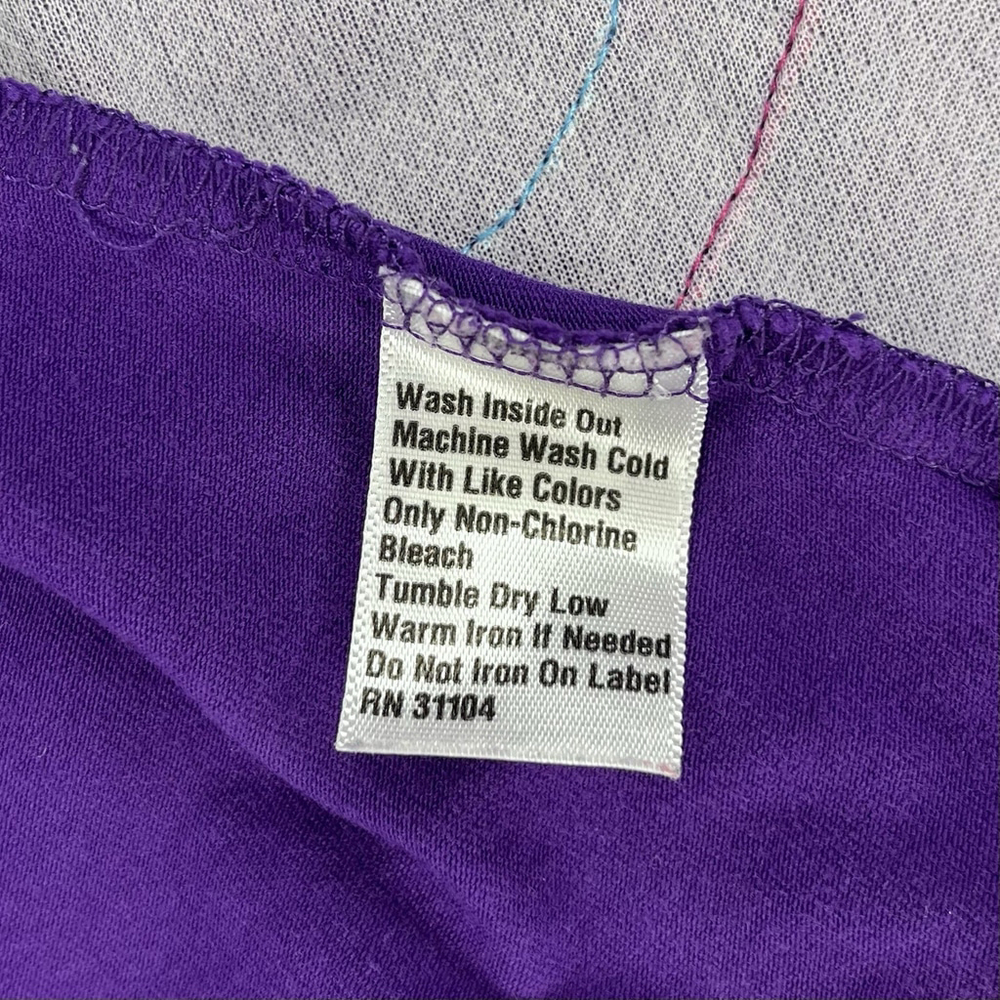 Wash Inside Out
Machine Wash Cold
With Like Colors
Only Non-Chlorine
Bleach
Tumble Dry Low
Warm Iron If Needed
Do Not Iron On Label
RN 31104